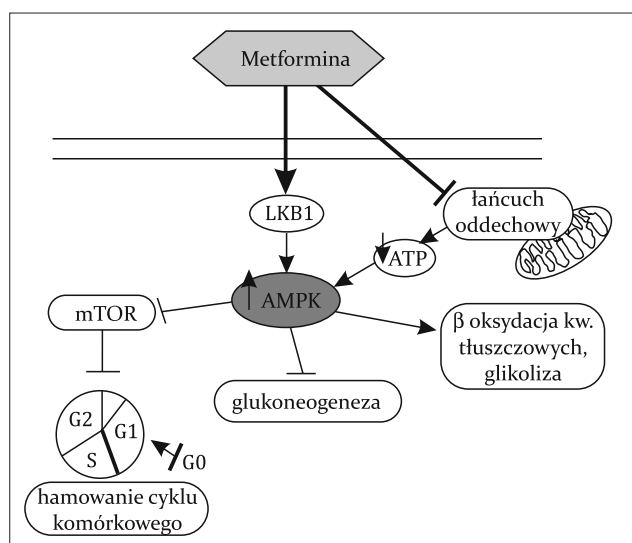 Metformina
LKB1
łańcuch
oddechowy
ATP
AMPK
mTOR
β oksydacja kw.
tłuszczowych,
glikoliza
glukoneogeneza
G2
G1
S
G0
hamowanie cyklu
komórkowego